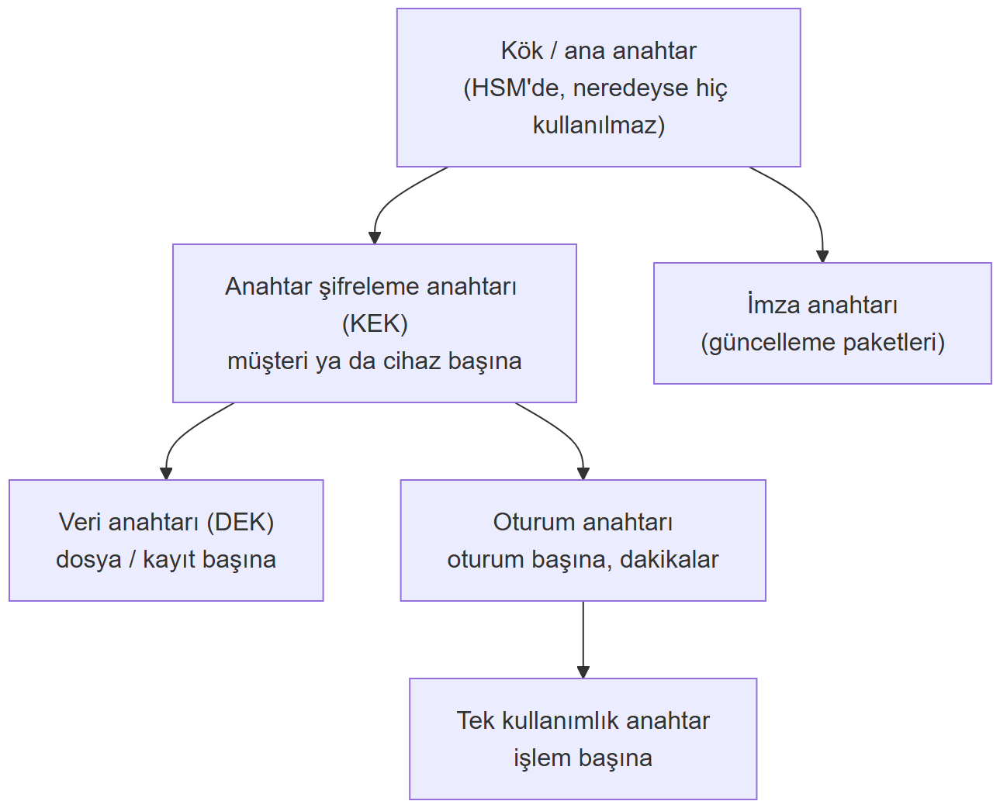 Kök / ana anahtar
(HSM'de, neredeyse hiç
kullanılmaz)
Anahtar şifreleme anahtarı
(KEK)
müşteri ya da cihaz başına
İmza anahtarı
(güncelleme paketleri)
Veri anahtarı (DEK)
dosya / kayıt başına
Oturum anahtarı
oturum başına, dakikalar
Tek kullanımlık anahtar
işlem başına